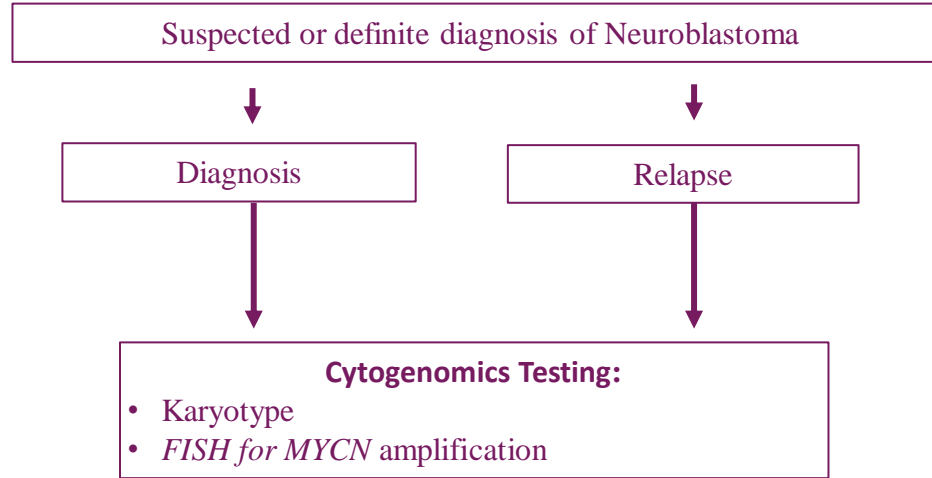 Suspected or definite diagnosis of Neuroblastoma
Diagnosis
Relapse
Cytogenomics Testing:
• Karyotype
• FISH for MYCN amplification